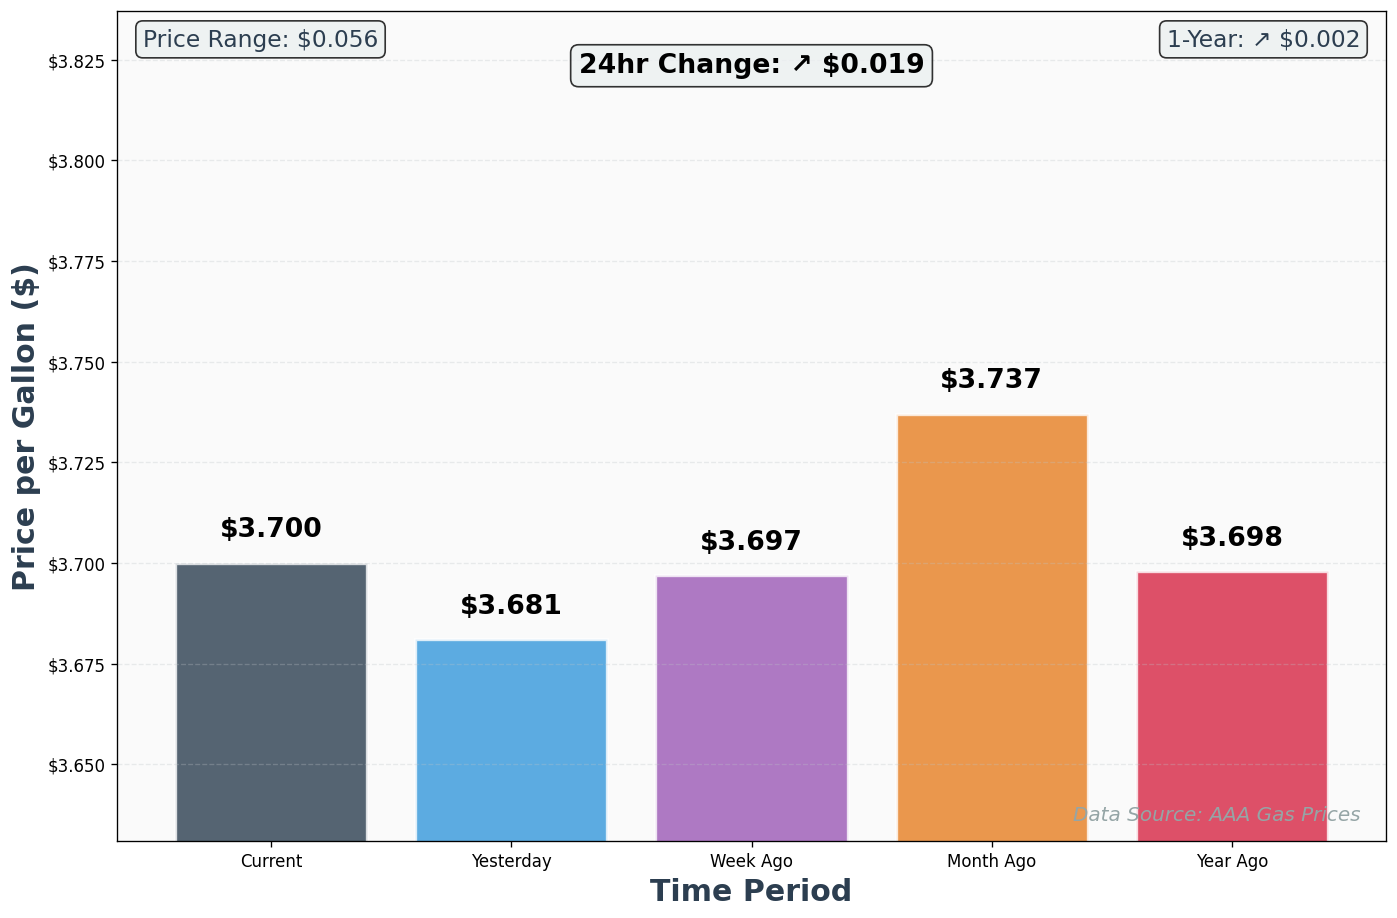 Price Range: $0.056
24hr Change: ↗ $0.019
1-Year: ↗ $0.002
Price per Gallon ($)
$3.825
$3.800
$3.775
$3.750
$3.725
$3.700
$3.675
$3.650
$3.700
$3.681
$3.697
$3.737
$3.698
Data Source: AAA Gas Prices
Current
Yesterday
Week Ago
Month Ago
Year Ago
Time Period